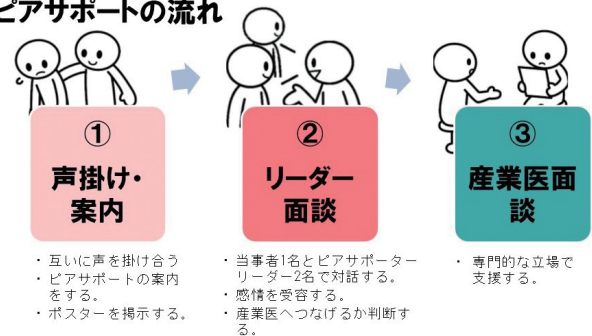 ピアサポートの流れ
①
声掛け・
案内
・ 互いに声を掛け合う
・ ピアサポートの案内
をする。
・ ポスターを掲示する。
②
リーダー
面談
・ 当事者1名とピアサポーター
リーダー2名で対話する。
・ 感情を受容する。
・ 産業医へつなげるか判断す
る。
③
産業医面
談
・ 専門的な立場で
支援する。